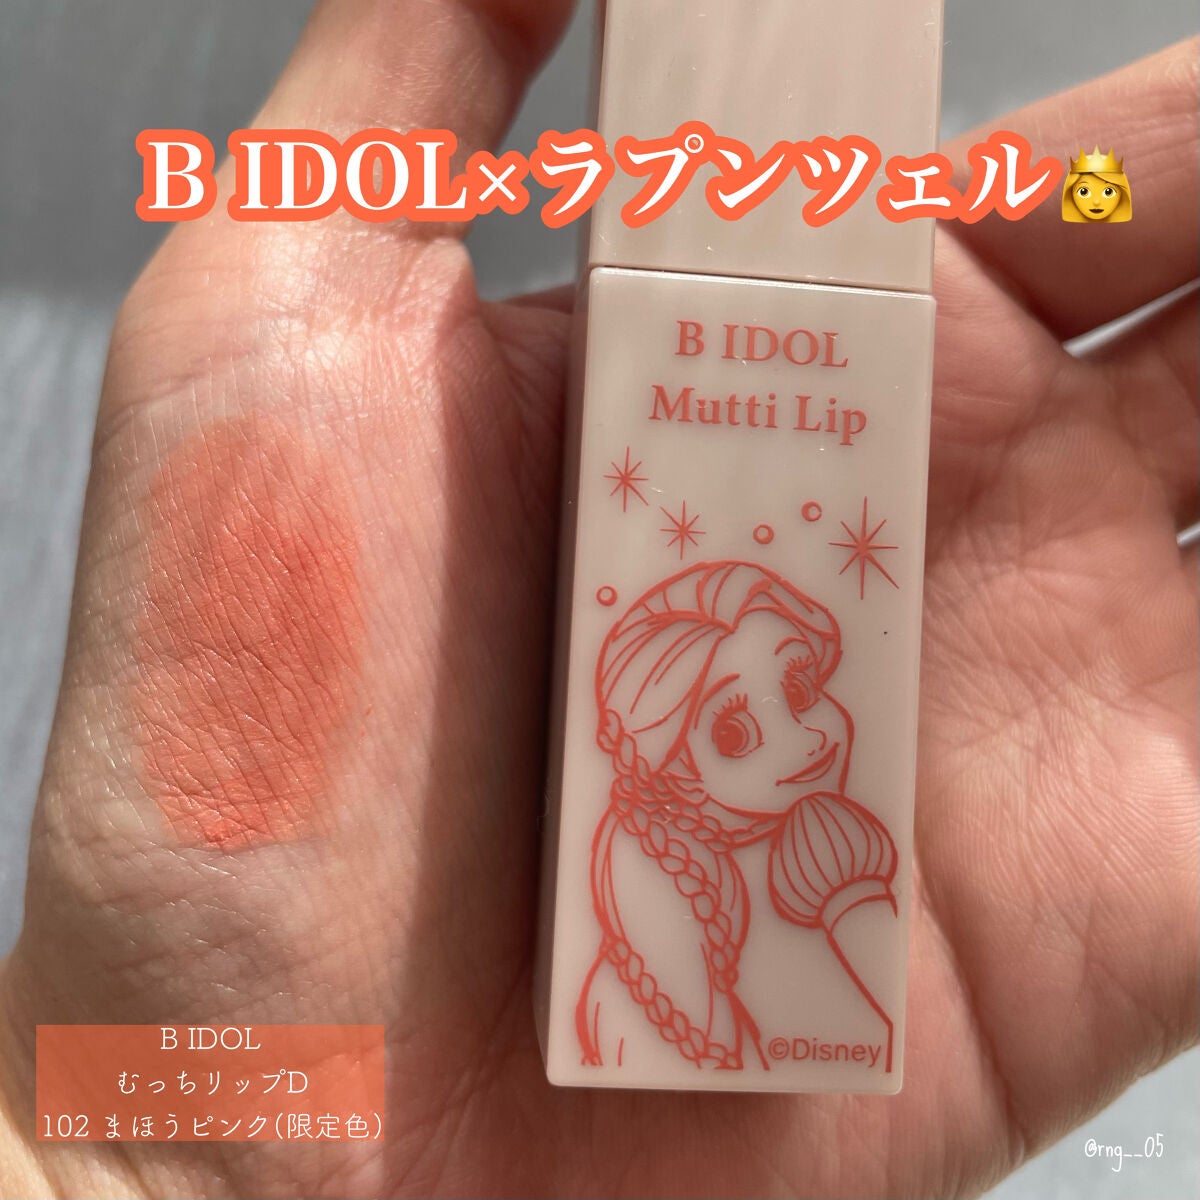 B IDOL×ラプンツェル👸
B IDOL
Mutti Lip
©Disney
B IDOL
むっちリップD
102 まほうピンク(限定色)
@rng__05